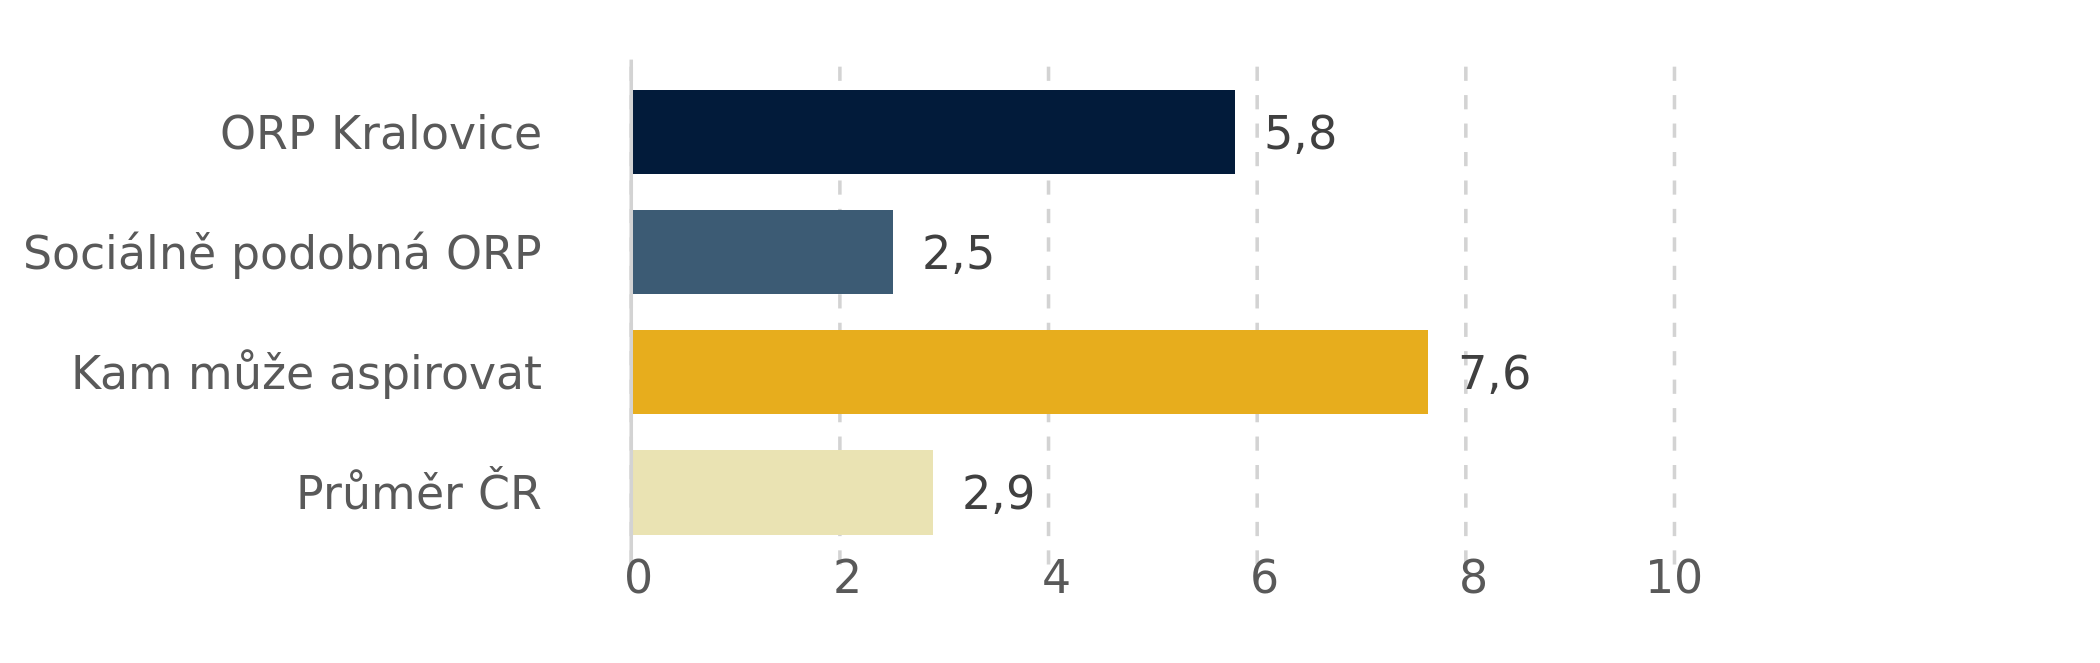 ORP Kralovice
5,8
Sociálně podobná ORP
2,5
Kam může aspirovat
7,6
Průměr ČR
2,9
0 2 4 6 8 10